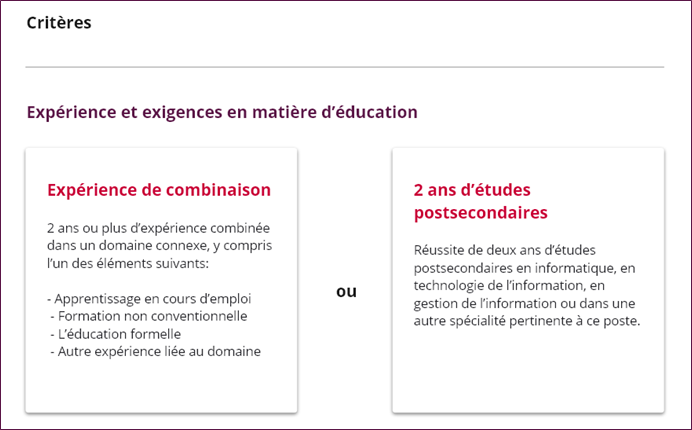 Critères
Expérience et exigences en matière d’éducation
Expérience de combinaison
2 ans ou plus d’expérience combinée
dans un domaine connexe, y compris
l’un des éléments suivants:
- Apprentissage en cours d’emploi
- Formation non conventionnelle
- L’éducation formelle
- Autre expérience liée au domaine
ou
2 ans d’études
postsecondaires
Réussite de deux ans d’études
postsecondaires en informatique, en
technologie de l’information, en
gestion de l’information ou dans une
autre spécialité pertinente à ce poste.